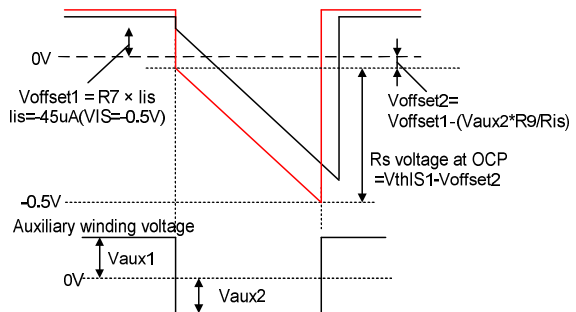 0V
Voffset1 = R7 × Iis
Iis=-45uA(VIS=-0.5V)
Voffset2=
Voffset1-(Vaux2*R9/Ris)
Rs voltage at OCP
=VthIS1-Voffset2
-0.5V
Auxiliary winding voltage
Vaux1
0V
Vaux2